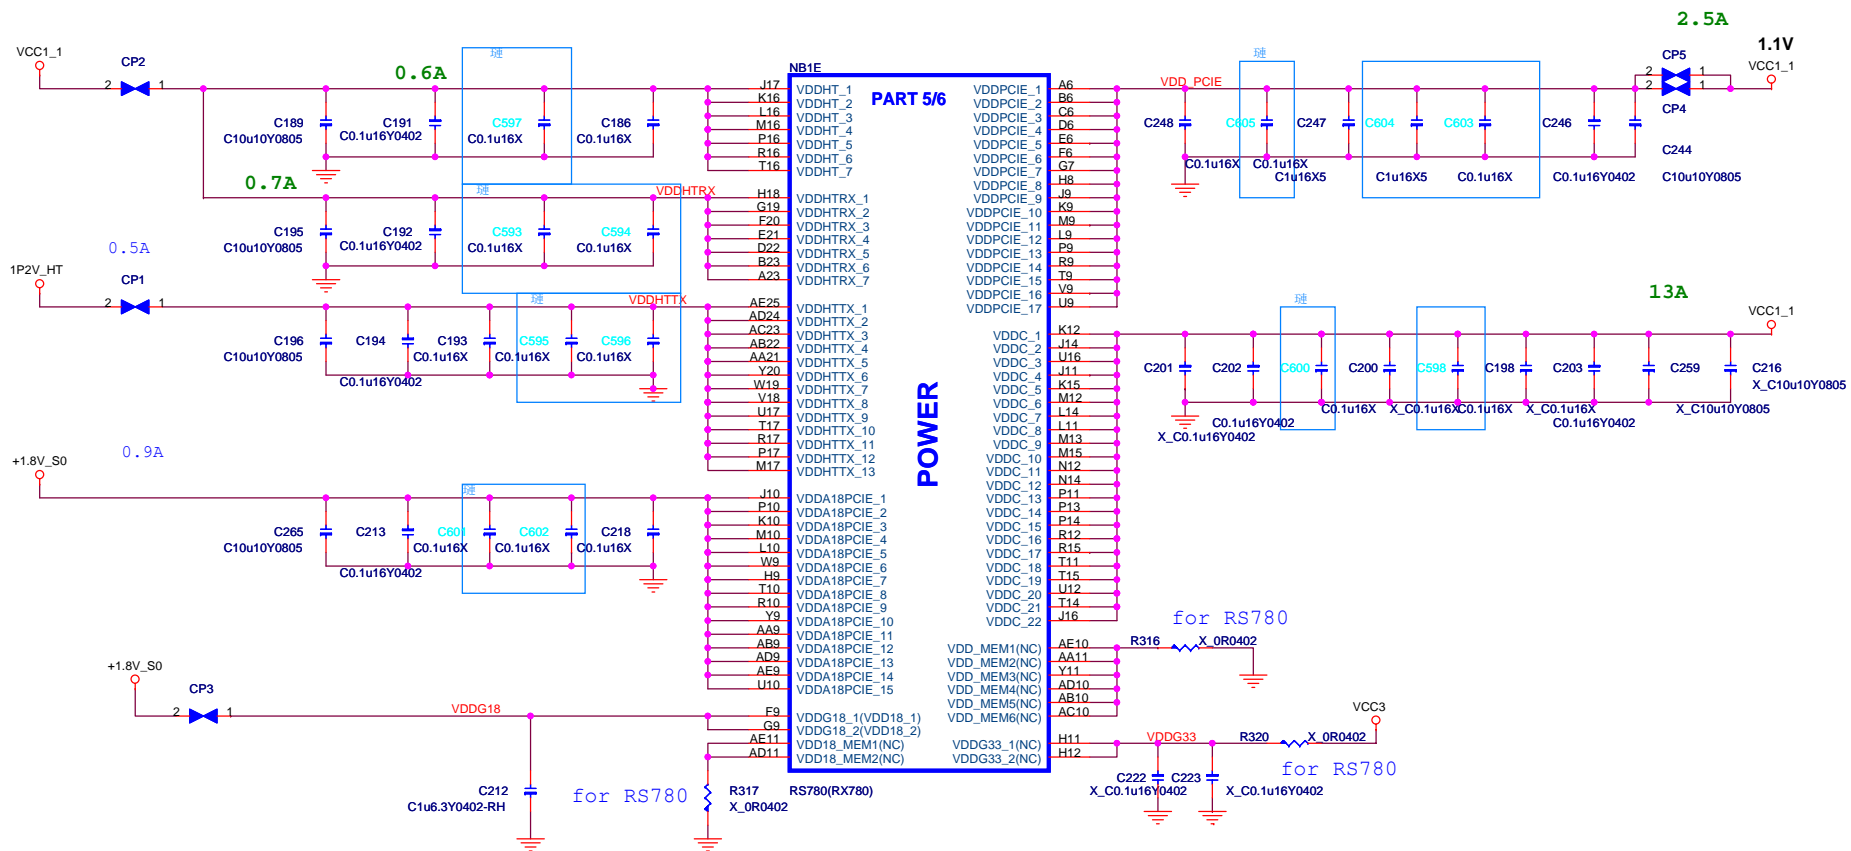 2.5A
1.1V
VCC1_1
CP2
2 1
0.6A
璉
C189
C10u10Y0805
C191
C0.1u16Y0402
C597
C0.1u16X
C186
C0.1u16X
0.7A
璉
VDDHTRX
C195
C10u10Y0805
C192
C0.1u16Y0402
C593
C0.1u16X
C594
C0.1u16X
0.5A
1P2V_HT
CP1
2 1
璉
VDDHTTX
C196
C10u10Y0805
C194
C0.1u16Y0402
C193
C0.1u16X
C595
C0.1u16X
C596
C0.1u16X
0.9A
+1.8V_S0
璉
C265
C10u10Y0805
C213
C0.1u16Y0402
C601
C0.1u16X
C602
C0.1u16X
C218
C0.1u16X
+1.8V_S0
CP3
2 1
VDDG18
C212
C1u6.3Y0402-RH
for RS780
R317
X_0R0402
NB1E
PART 5/6
POWER
RS780(RX780)
J17 VDDHT_1
K16 VDDHT_2
L16 VDDHT_3
M16 VDDHT_4
P16 VDDHT_5
R16 VDDHT_6
T16 VDDHT_7
H18 VDDHTRX_1
G19 VDDHTRX_2
F20 VDDHTRX_3
E21 VDDHTRX_4
D22 VDDHTRX_5
B23 VDDHTRX_6
A23 VDDHTRX_7
AE25 VDDHTTX_1
AD24 VDDHTTX_2
AC23 VDDHTTX_3
AB22 VDDHTTX_4
AA21 VDDHTTX_5
Y20 VDDHTTX_6
W19 VDDHTTX_7
V18 VDDHTTX_8
U17 VDDHTTX_9
T17 VDDHTTX_10
R17 VDDHTTX_11
P17 VDDHTTX_12
M17 VDDHTTX_13
J10 VDDA18PCIE_1
P10 VDDA18PCIE_2
K10 VDDA18PCIE_3
M10 VDDA18PCIE_4
L10 VDDA18PCIE_5
W9 VDDA18PCIE_6
H9 VDDA18PCIE_7
T10 VDDA18PCIE_8
R10 VDDA18PCIE_9
Y9 VDDA18PCIE_10
AA9 VDDA18PCIE_11
AB9 VDDA18PCIE_12
AD9 VDDA18PCIE_13
AE9 VDDA18PCIE_14
U10 VDDA18PCIE_15
F9 VDDG18_1(VDD18_1)
G9 VDDG18_2(VDD18_2)
AE11 VDD18_MEM1(NC)
AD11 VDD18_MEM2(NC)
VDDPCIE_1 A6
VDDPCIE_2 B6
VDDPCIE_3 C6
VDDPCIE_4 D6
VDDPCIE_5 E6
VDDPCIE_6 F6
VDDPCIE_7 G7
VDDPCIE_8 H8
VDDPCIE_9 J9
VDDPCIE_10 K9
VDDPCIE_11 M9
VDDPCIE_12 L9
VDDPCIE_13 P9
VDDPCIE_14 R9
VDDPCIE_15 T9
VDDPCIE_16 V9
VDDPCIE_17 U9
VDDC_1 K12
VDDC_2 J14
VDDC_3 U16
VDDC_4 J11
VDDC_5 K15
VDDC_6 M12
VDDC_7 L14
VDDC_8 L11
VDDC_9 M13
VDDC_10 M15
VDDC_11 N12
VDDC_12 N14
VDDC_13 P11
VDDC_14 P13
VDDC_15 P14
VDDC_16 R12
VDDC_17 R15
VDDC_18 T11
VDDC_19 T15
VDDC_20 U12
VDDC_21 T14
VDDC_22 J16
VDD_MEM1(NC) AE10
VDD_MEM2(NC) AA11
VDD_MEM3(NC) Y11
VDD_MEM4(NC) AD10
VDD_MEM5(NC) AB10
VDD_MEM6(NC) AC10
VDDG33_1(NC) H11
VDDG33_2(NC) H12
VDD_PCIE
璉
CP5
2 1
2 1
CP4
VCC1_1
C248
C0.1u16X
C605
C0.1u16X
C247
C1u16X5
C604
C1u16X5
C603
C0.1u16X
C246
C0.1u16Y0402
C244
C10u10Y0805
13A
VCC1_1
璉
C201
X_C0.1u16Y0402
C202
C0.1u16Y0402
C600
C0.1u16X
C200
X_C0.1u16X
C598
C0.1u16X
C198
X_C0.1u16X
C203
C0.1u16Y0402
C259
X_C10u10Y0805
C216
X_C10u10Y0805
for RS780
R316
X_0R0402
VCC3
VDDG33
R320
X_0R0402
for RS780
C222
X_C0.1u16Y0402
C223
X_C0.1u16Y0402